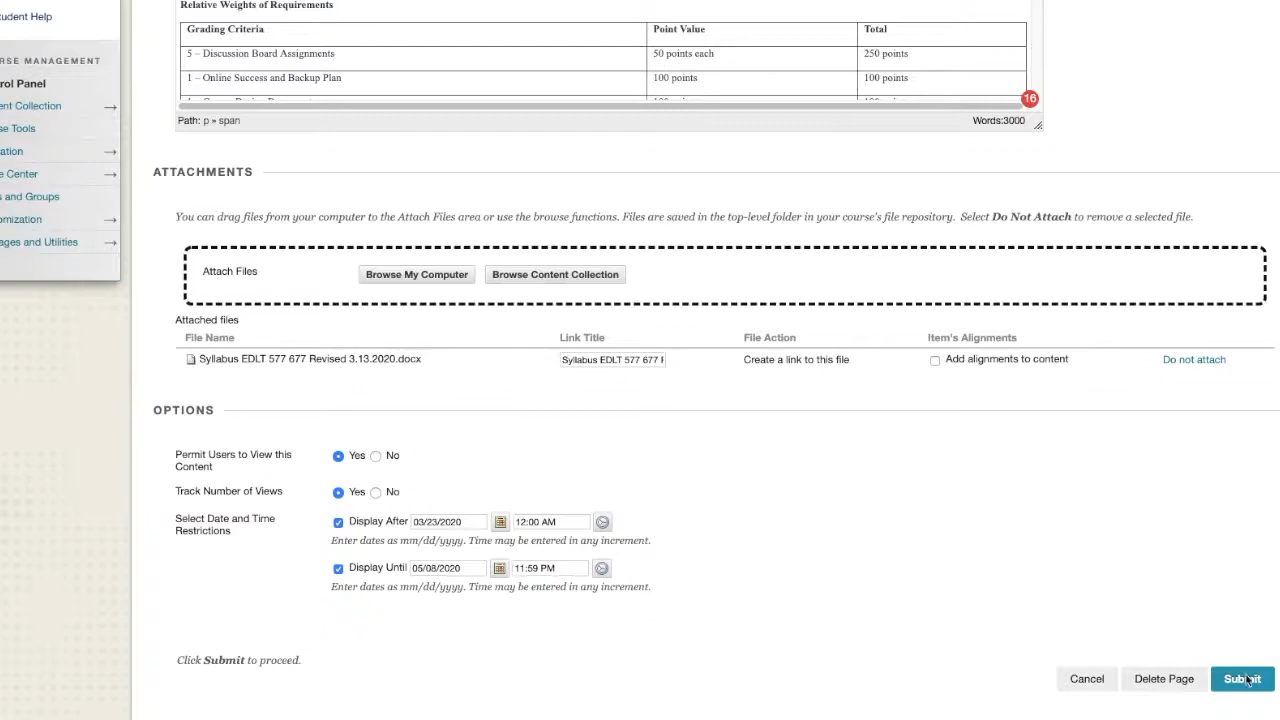 tudent Help
RSE MANAGEMENT
rol Panel
ent Collection
se Tools
ation
e Center
s and Groups
omization
ages and Utilities
Relative Weights of Requirements
Grading Criteria Point Value Total
5 – Discussion Board Assignments 50 points each 250 points
1 – Online Success and Backup Plan 100 points 100 points
16
Path: p » span Words:3000
ATTACHMENTS
You can drag files from your computer to the Attach Files area or use the browse functions. Files are saved in the top-level folder in your course's file repository. Select Do Not Attach to remove a selected file.
Attach Files Browse My Computer Browse Content Collection
Attached files
File Name Link Title File Action Item's Alignments
Syllabus EDLT 577 677 Revised 3.13.2020.docx Syllabus EDLT 577 677 Create a link to this file Add alignments to content Do not attach
OPTIONS
Permit Users to View this
Content
Yes No
Track Number of Views Yes No
Select Date and Time
Restrictions
Display After 03/23/2020 12:00 AM
Enter dates as mm/dd/yyyy. Time may be entered in any increment.
Display Until 05/08/2020 11:59 PM
Enter dates as mm/dd/yyyy. Time may be entered in any increment.
Click Submit to proceed.
Cancel Delete Page Submit